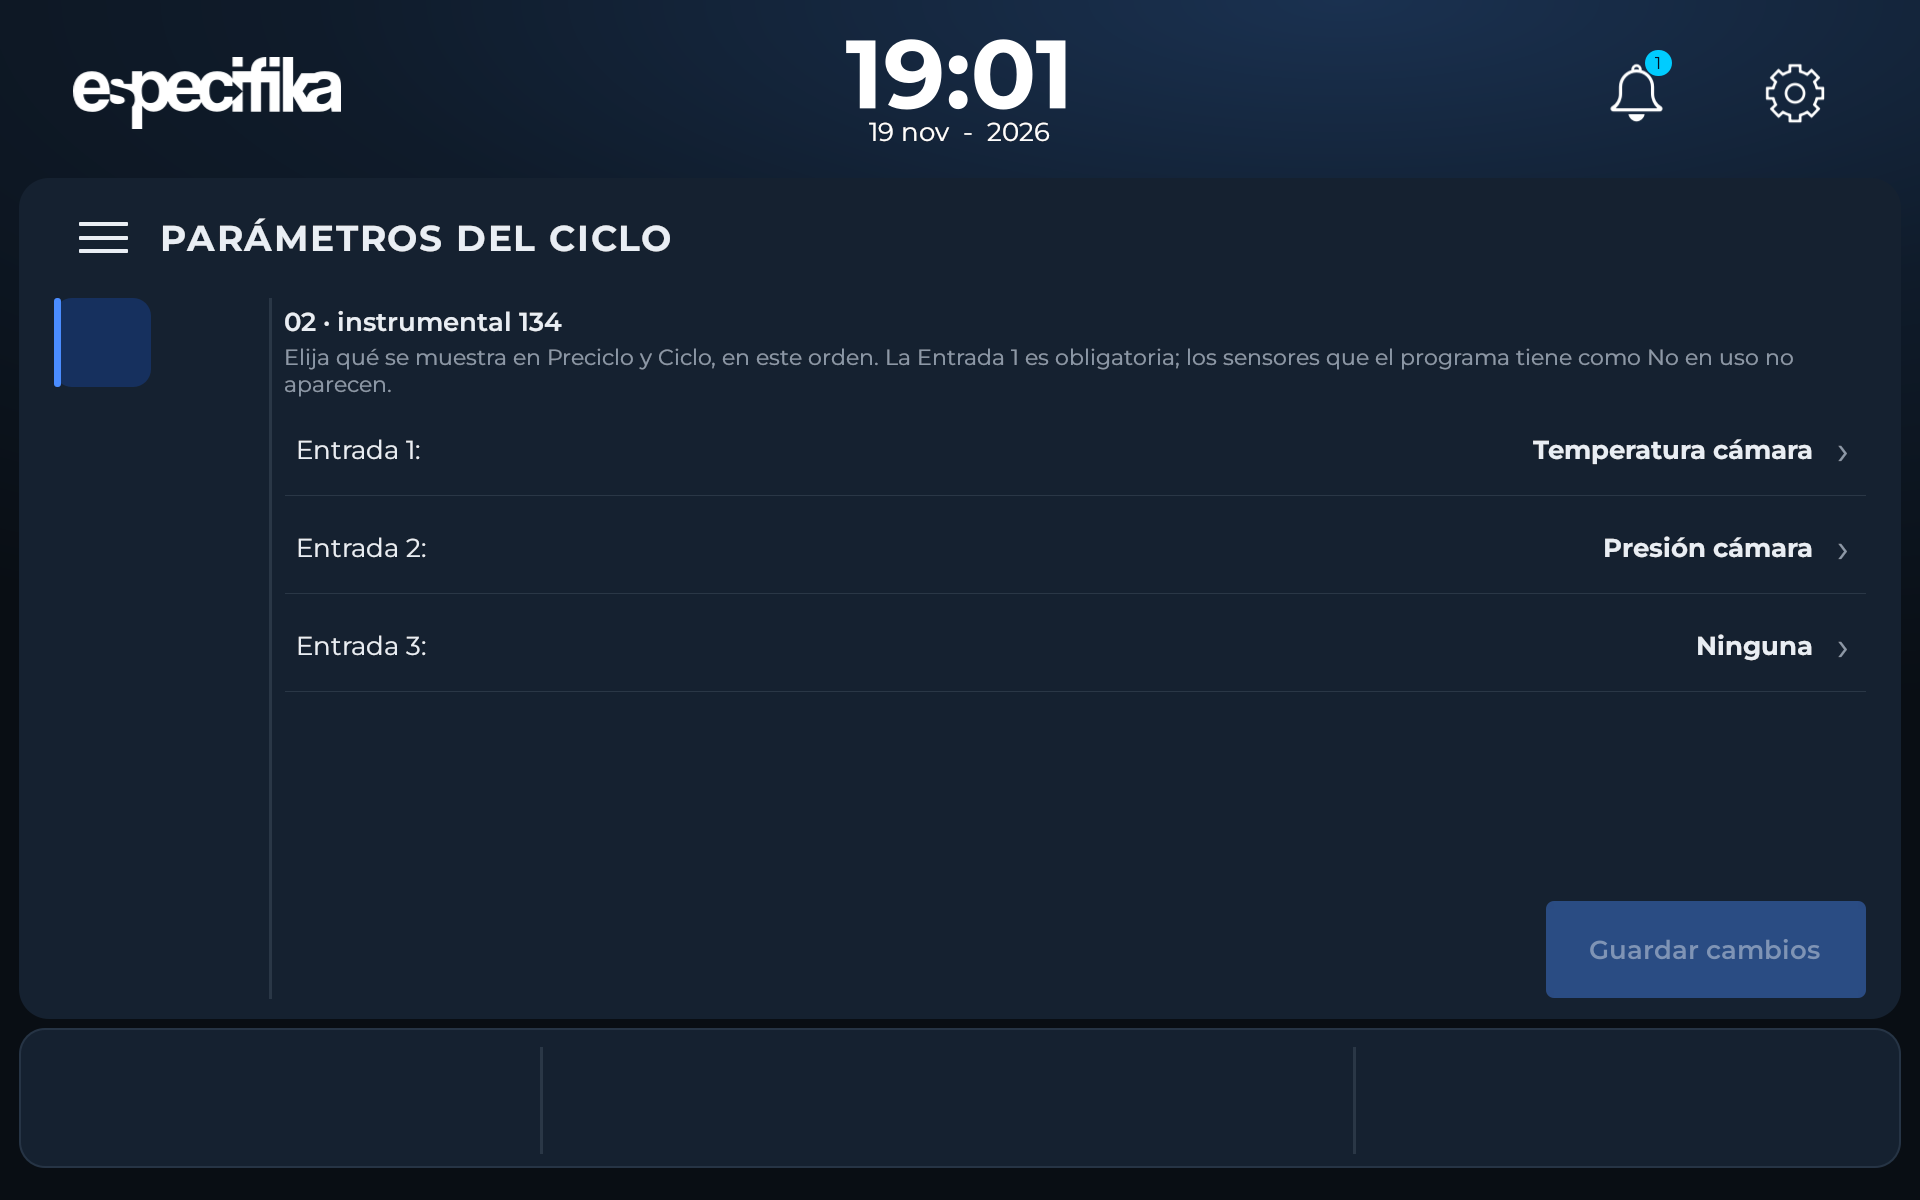 especifika
19:01
19 nov - 2026
1
PARÁMETROS DEL CICLO
02 · instrumental 134
Elija qué se muestra en Preciclo y Ciclo, en este orden. La Entrada 1 es obligatoria; los sensores que el programa tiene como No en uso no
aparecen.
Entrada 1:
Temperatura cámara
Entrada 2:
Presión cámara
Entrada 3:
Ninguna
Guardar cambios